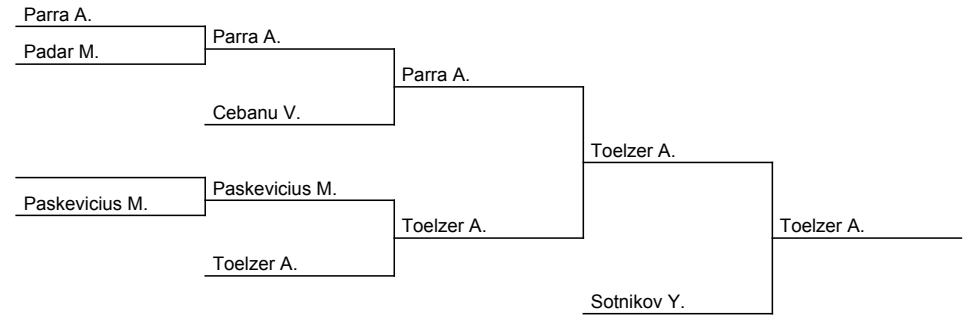 Parra A.
Padar M.
Parra A.
Parra A.
Cebanu V.
Toelzer A.
Paskevicius M.
Paskevicius M.
Toelzer A.
Toelzer A.
Toelzer A.
Sotnikov Y.